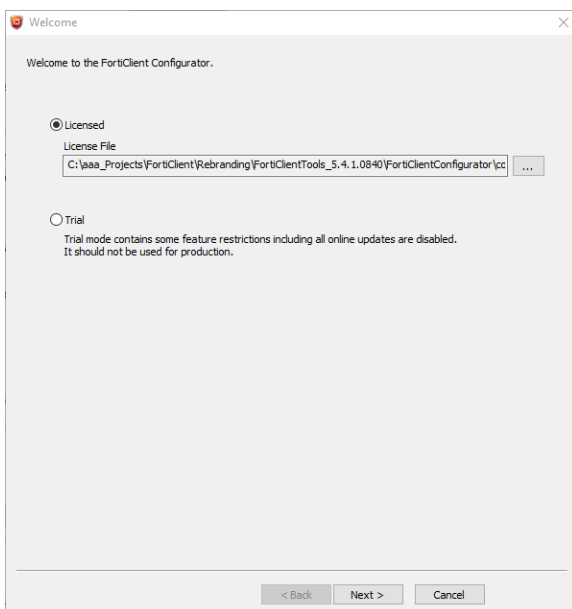 Welcome
Welcome to the FortiClient Configurator.
Licensed
License File
C:\aaa_Projects\FortiClient\Rebranding\FortiClientTools_5.4.1.0840\FortiClientConfigurator\cc
...
Trial
Trial mode contains some feature restrictions including all online updates are disabled.
It should not be used for production.
< Back Next > Cancel